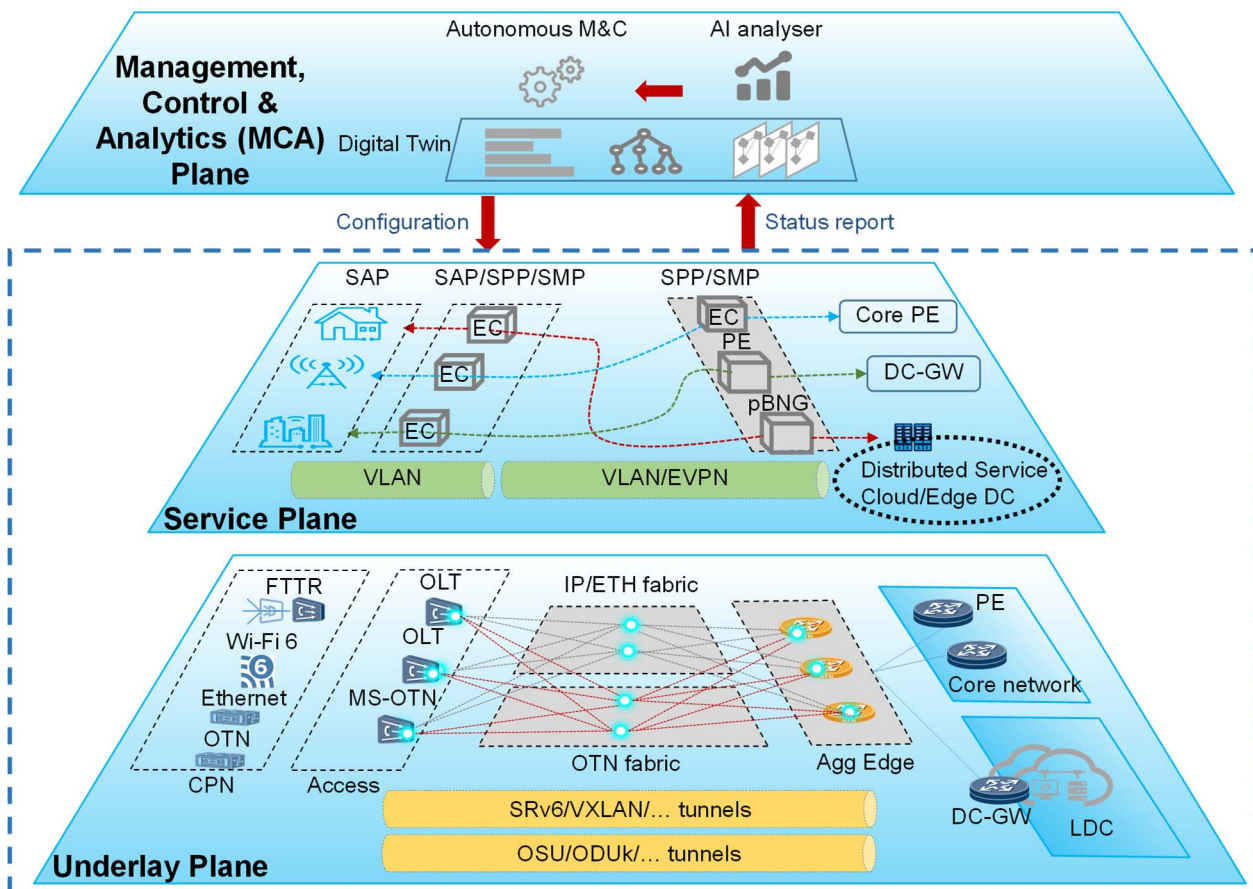 Autonomous M&C
AI analyser
Management,
Control &
Analytics (MCA)
Plane
Digital Twin
Configuration
Status report
SAP
SAP/SPP/SMP
SPP/SMP
EC
EC
Core PE
PE
EC
DC-GW
pBNG
EC
Distributed Service
Cloud/Edge DC
VLAN
VLAN/EVPN
Service Plane
FTTR
OLT
IP/ETH fabric
PE
Wi-Fi 6
OLT
6
Ethernet
MS-OTN
Core network
OTN
CPN
Access
OTN fabric
Agg Edge
SRv6/VXLAN/... tunnels
DC-GW
LDC
OSU/ODUk/... tunnels
Underlay Plane